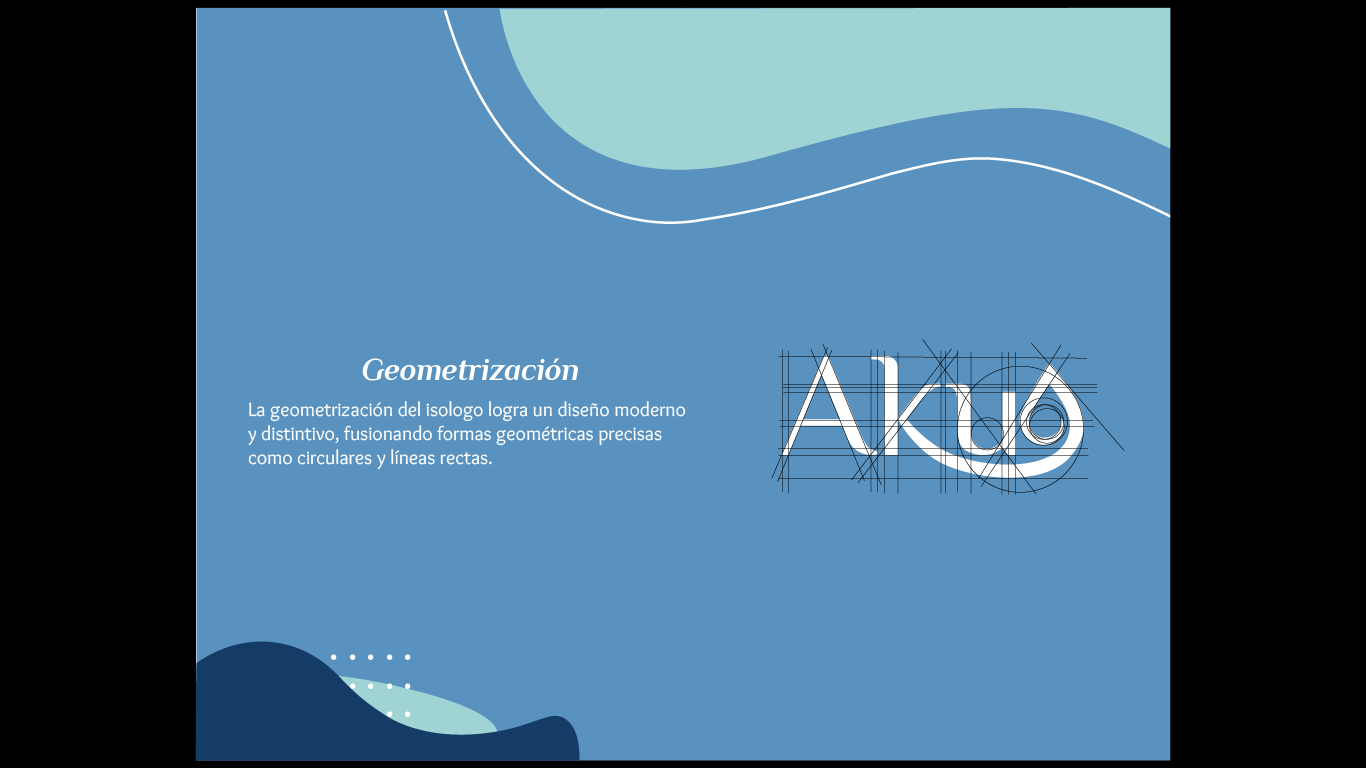 Geometrización
La geometrización del isologo logra un diseño moderno
y distintivo, fusionando formas geométricas precisas
como circulares y líneas rectas.
Akuo